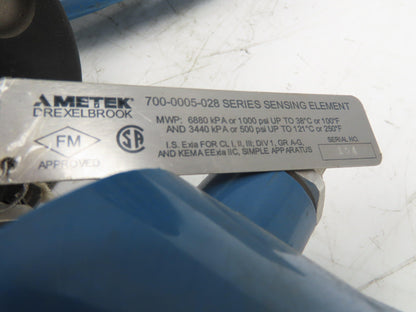 AMETEK
DREXELBROOK
700-0005-028 SERIES SENSING ELEMENT
MWP: 6880 kPA or 1000 psi UP TO 38°C or 100°F
AND 3440 kPA or 500 psi UP TO 121°C or 250°F
FM
APPROVED
SA
I.S. Exia FOR CL I, II, III; DIV 1, GR A-G,
AND KEMA EExia IIC, SIMPLE APPARATUS
SERIAL NO.